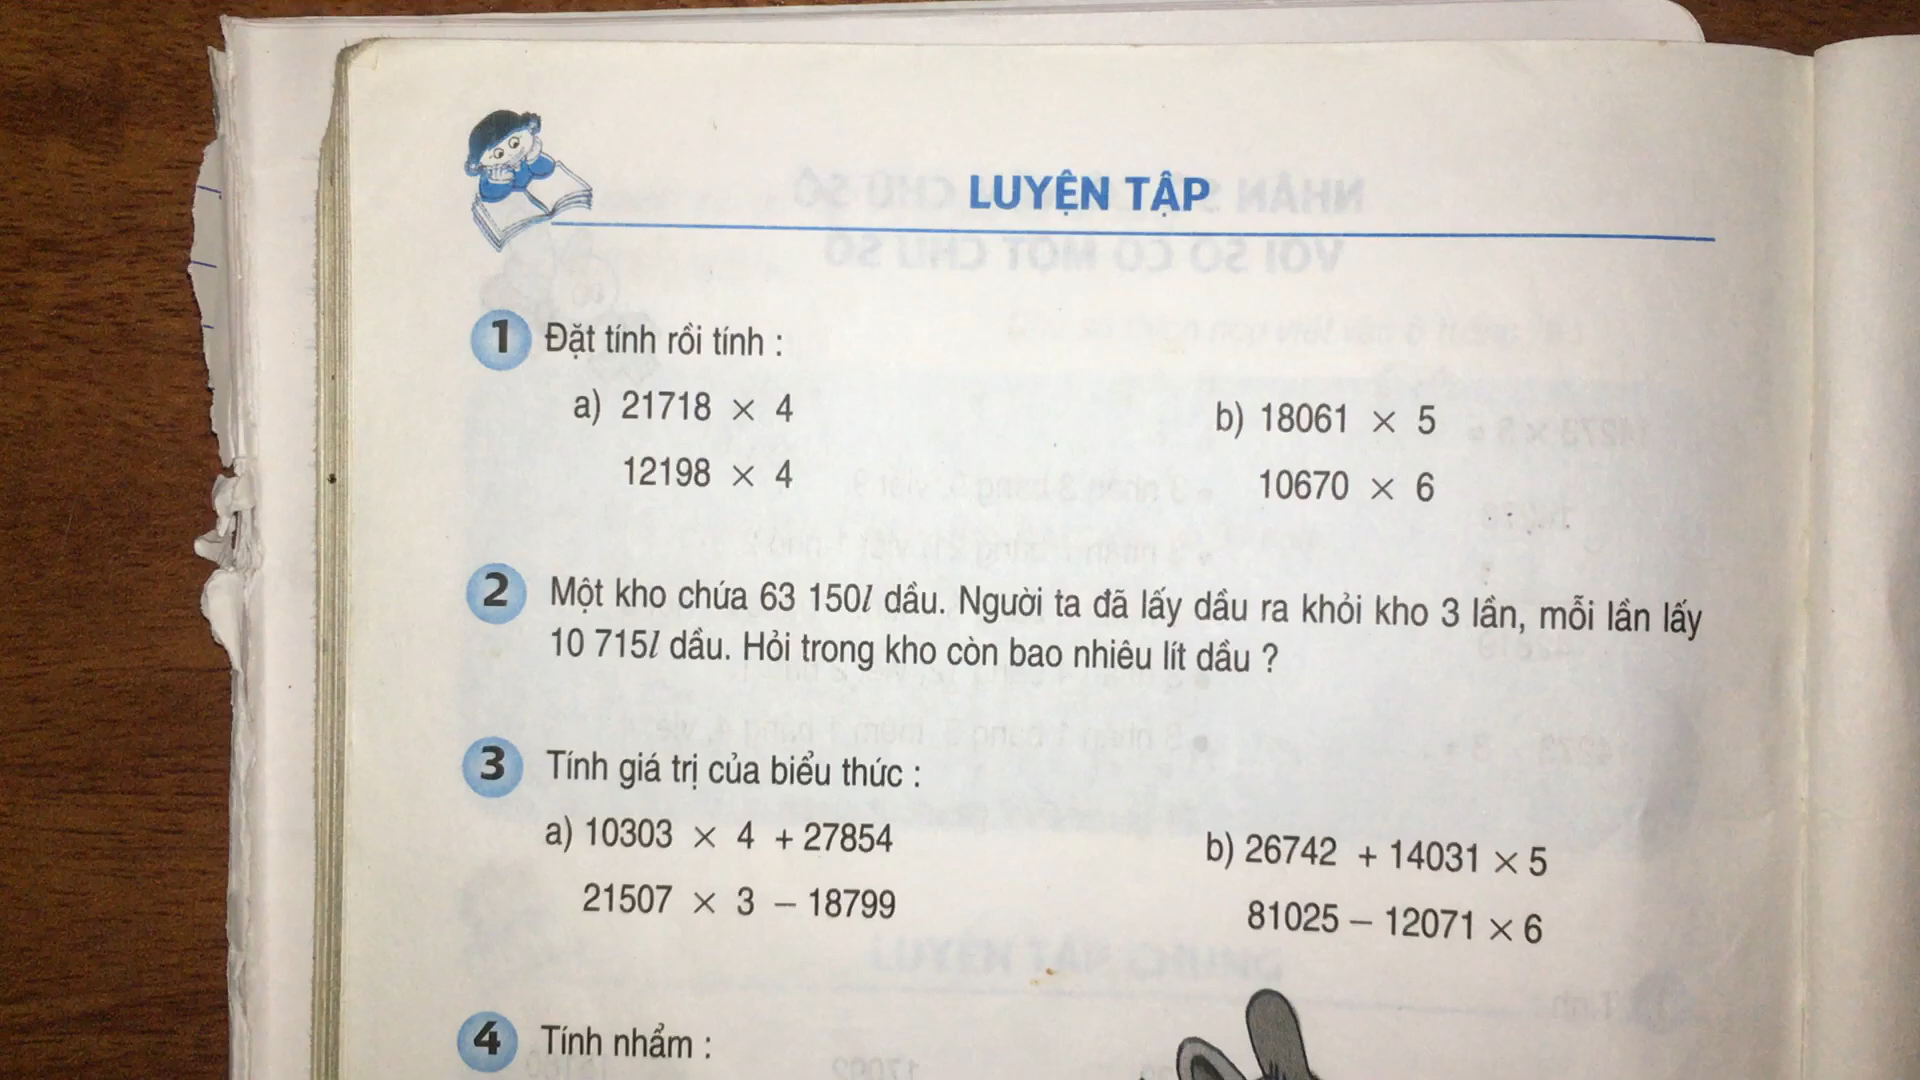 LUYỆN TẬP
1 Đặt tính rồi tính :
a) 21718 × 4
12198 × 4
b) 18061 × 5
10670 × 6
2 Một kho chứa 63 150l dầu. Người ta đã lấy dầu ra khỏi kho 3 lần, mỗi lần lấy
10 715l dầu. Hỏi trong kho còn bao nhiêu lít dầu ?
3 Tính giá trị của biểu thức :
a) 10303 × 4 + 27854
21507 × 3 – 18799
b) 26742 + 14031 × 5
81025 – 12071 × 6
4 Tính nhẩm :